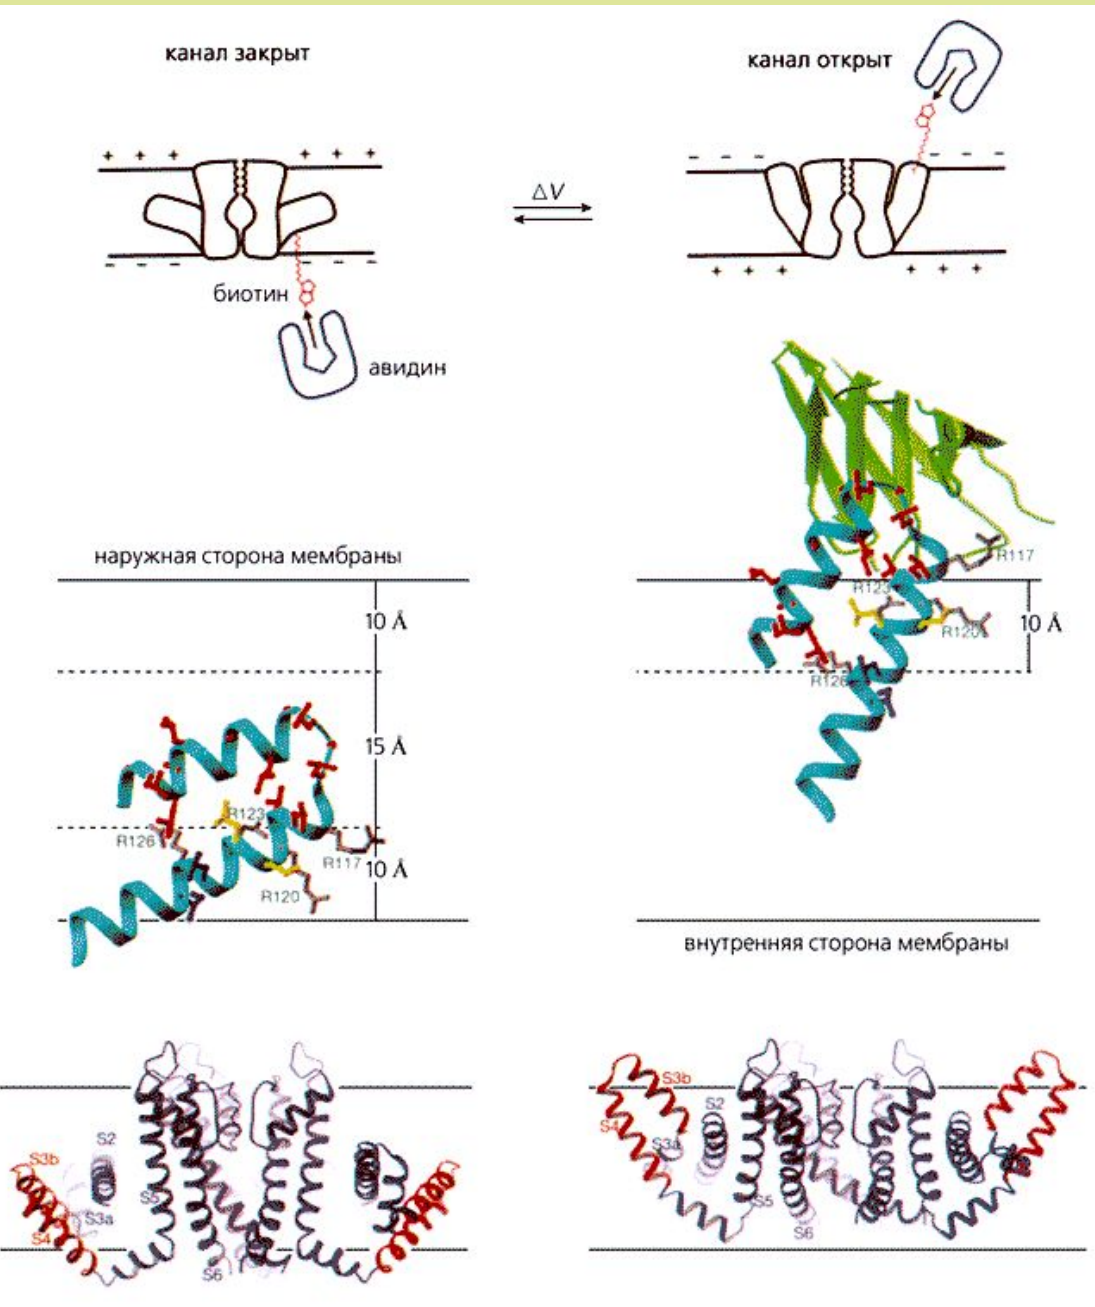 канал закрыт
канал открыт
+ + +
+ + +
- - -
- - -
ΔV
- - -
- - -
+ + +
+ + +
биотин
авидин
наружная сторона мембраны
10 Å
15 Å
10 Å
R123
R126
R117
R120
R117
R123
R120
R126
10 Å
внутренняя сторона мембраны
S3b
S2
S5
S3a
S4
S6
S3b
S2
S4
S3a
S5
S6